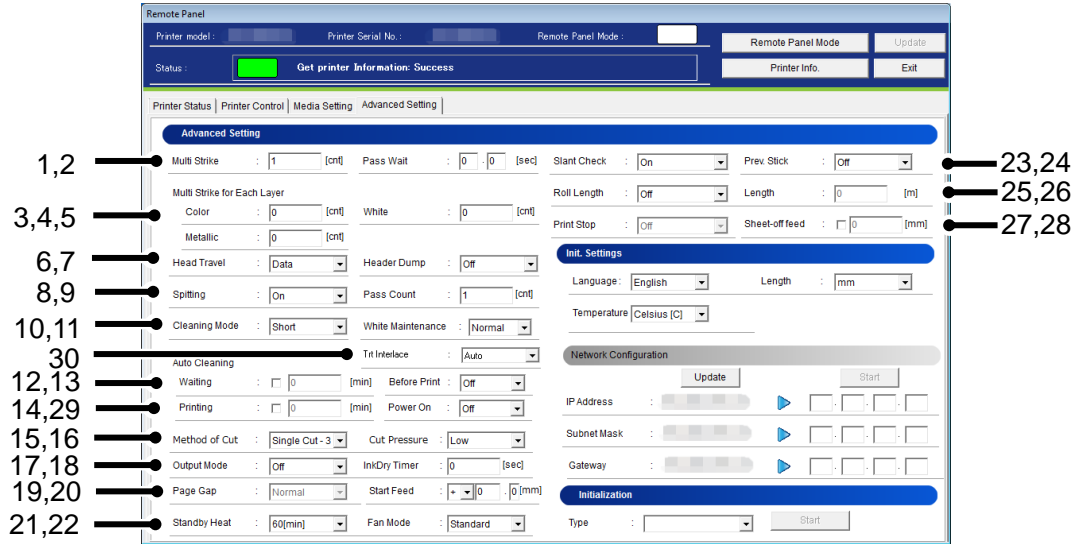 Remote Panel
Printer model : Printer Serial No. : Remote Panel Mode :
Remote Panel Mode Update
Status : Get printer Information: Success
Printer Info. Exit
Printer Status Printer Control Media Setting Advanced Setting
Advanced Setting
1,2 Multi Strike : 1 [cnt] Pass Wait : 0 . 0 [sec] Slant Check : On Prev. Stick : Off 23,24
Multi Strike for Each Layer Roll Length : Off Length : 0 [m] 25,26
3,4,5 Color : 0 [cnt] White : 0 [cnt] Print Stop : Off Sheet-off feed : 0 [mm] 27,28
Metallic : 0 [cnt]
Init. Settings
6,7 Head Travel : Data Header Dump : Off
Language : English Length : mm
8,9 Spitting : On Pass Count : 1 [cnt]
Temperature Celsius [C]
10,11 Cleaning Mode : Short White Maintenance : Normal
30 Trt Interlace : Auto Network Configuration
Auto Cleaning
Update Start
12,13 Waiting : 0 [min] Before Print : Off
IP Address : . . .
14,29 Printing : 0 [min] Power On : Off
Subnet Mask : . . .
15,16 Method of Cut : Single Cut - 3 Cut Pressure : Low
17,18 Output Mode : Off InkDry Timer : 0 [sec] Gateway : . . .
19,20 Page Gap : Normal Start Feed : + 0 . 0 [mm] Initialization
21,22 Standby Heat : 60[min] Fan Mode : Standard Type : Start